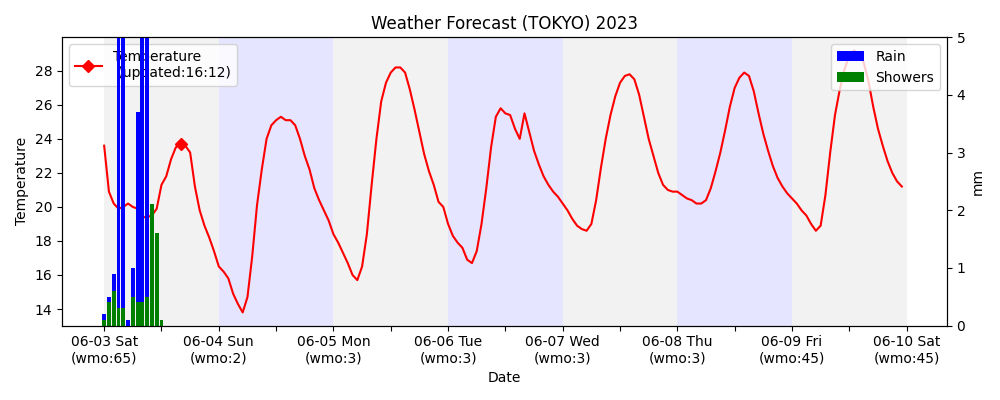 Weather Forecast (TOKYO) 2023
Temperature
(updated:16:12)
Rain
Showers
Temperature
28
26
24
22
20
18
16
14
5
4
3
2
1
0
mm
06-03 Sat
(wmo:65)
06-04 Sun
(wmo:2)
06-05 Mon
(wmo:3)
06-06 Tue
(wmo:3)
06-07 Wed
(wmo:3)
06-08 Thu
(wmo:3)
06-09 Fri
(wmo:45)
06-10 Sat
(wmo:45)
Date